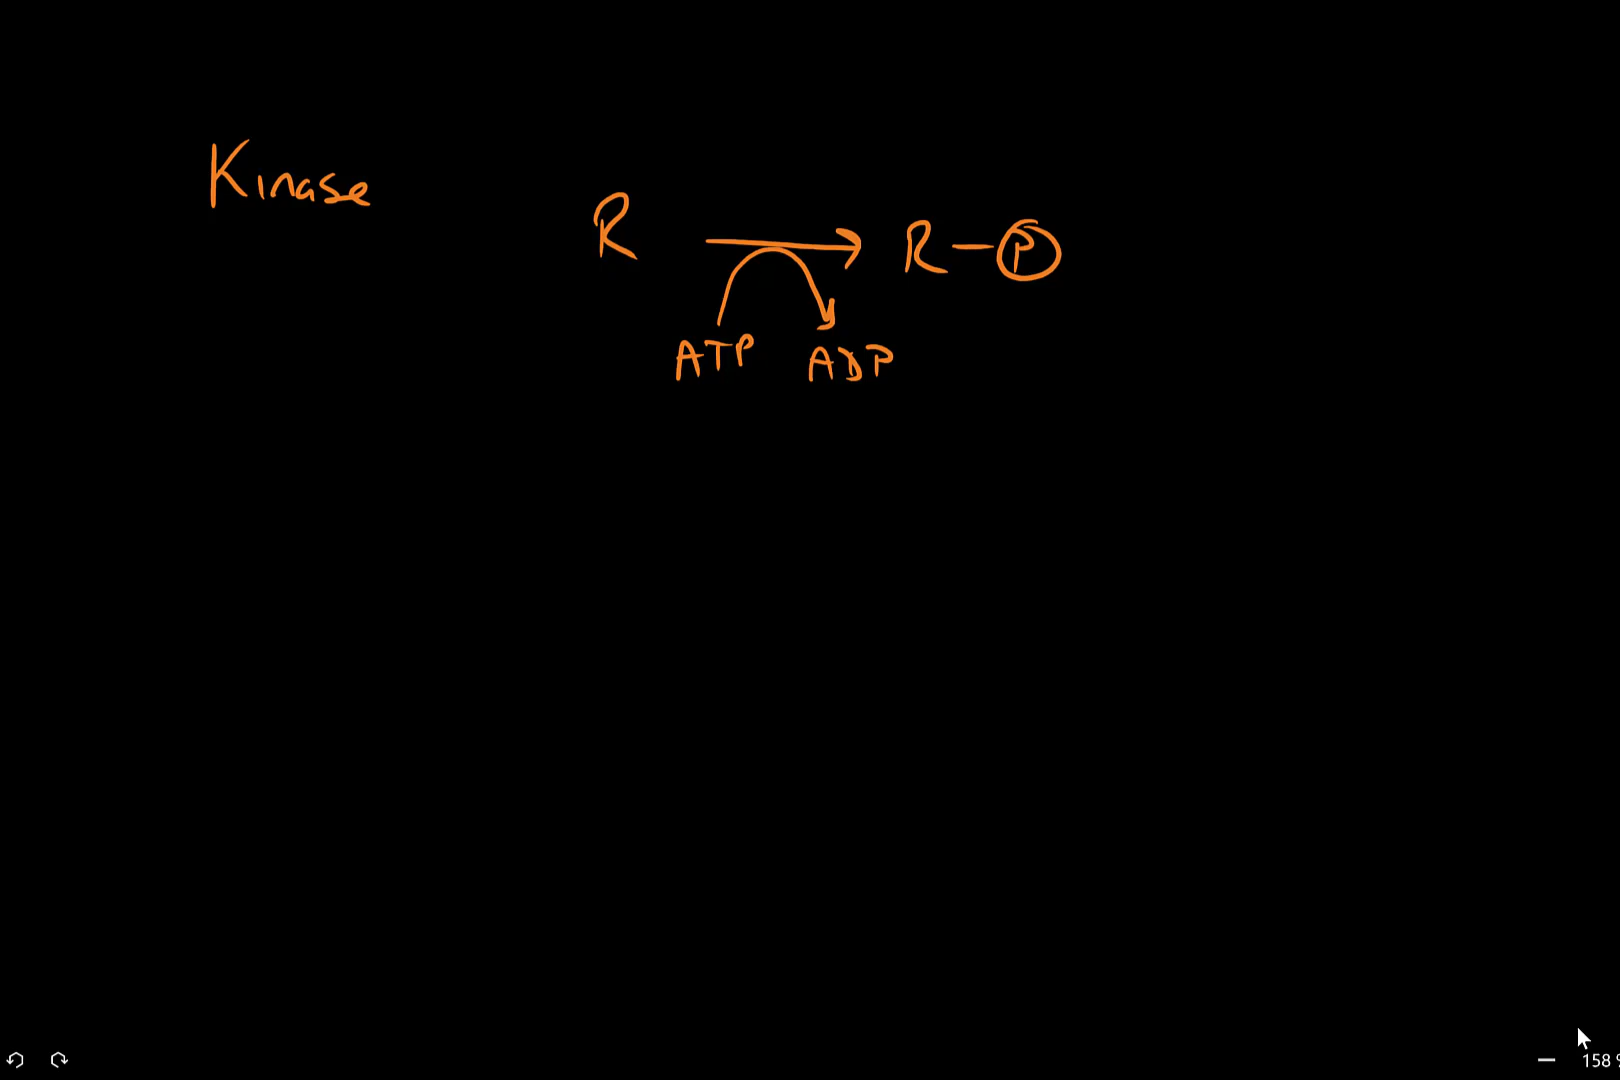 Kinase
R → R-P
ATP ADP
158 %